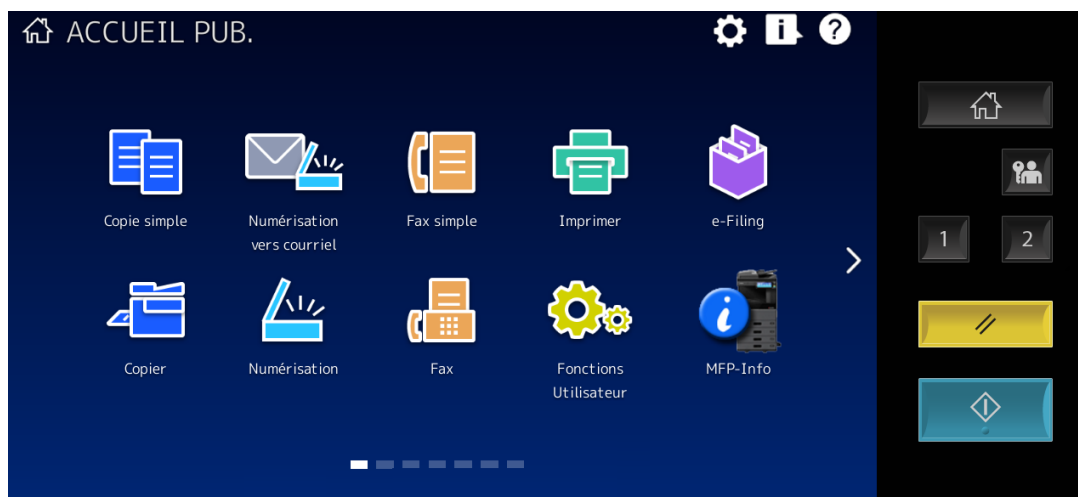 ACCUEIL PUB.
Copie simple
Numérisation
vers courriel
Fax simple
Imprimer
e-Filing
1
2
Copier
Numérisation
Fax
Fonctions
Utilisateur
MFP-Info